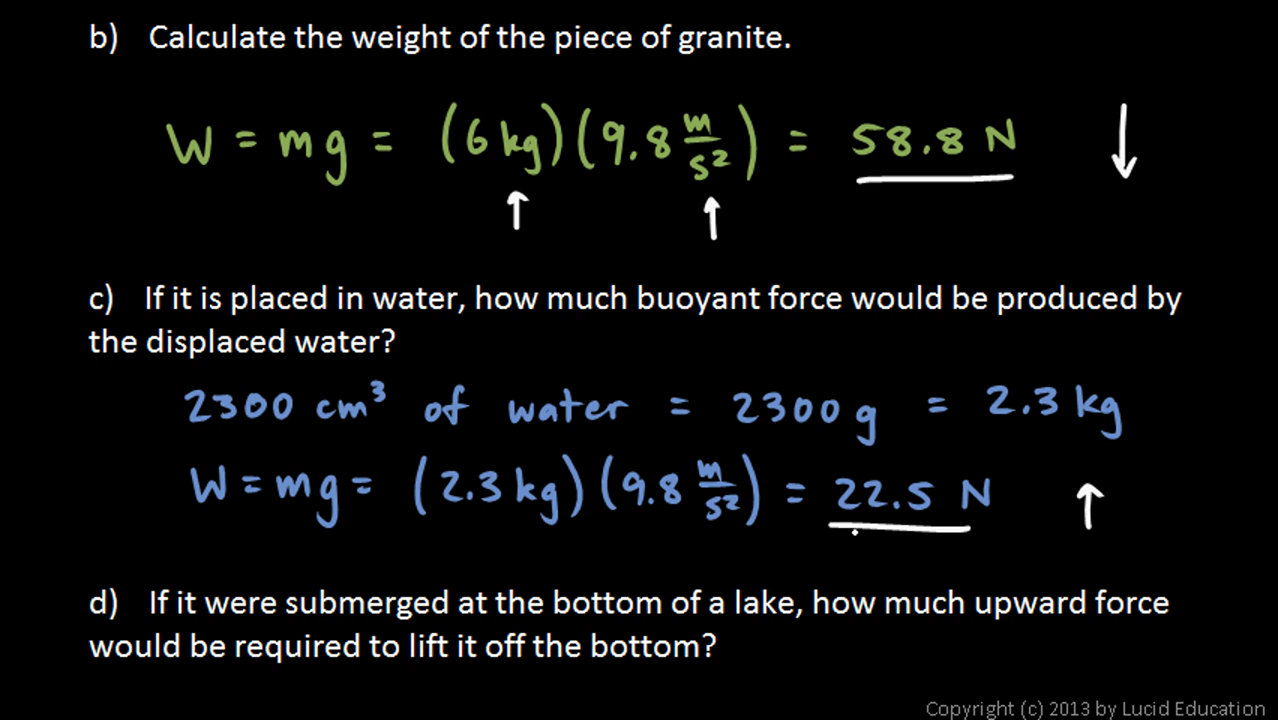 b) Calculate the weight of the piece of granite.
W = mg = (6 kg)(9.8 m/s²) = 58.8 N ↓
↑ ↑
c) If it is placed in water, how much buoyant force would be produced by
the displaced water?
2300 cm³ of water = 2300 g = 2.3 kg
W = mg = (2.3 kg)(9.8 m/s²) = 22.5 N ↑
d) If it were submerged at the bottom of a lake, how much upward force
would be required to lift it off the bottom?
Copyright (c) 2013 by Lucid Education